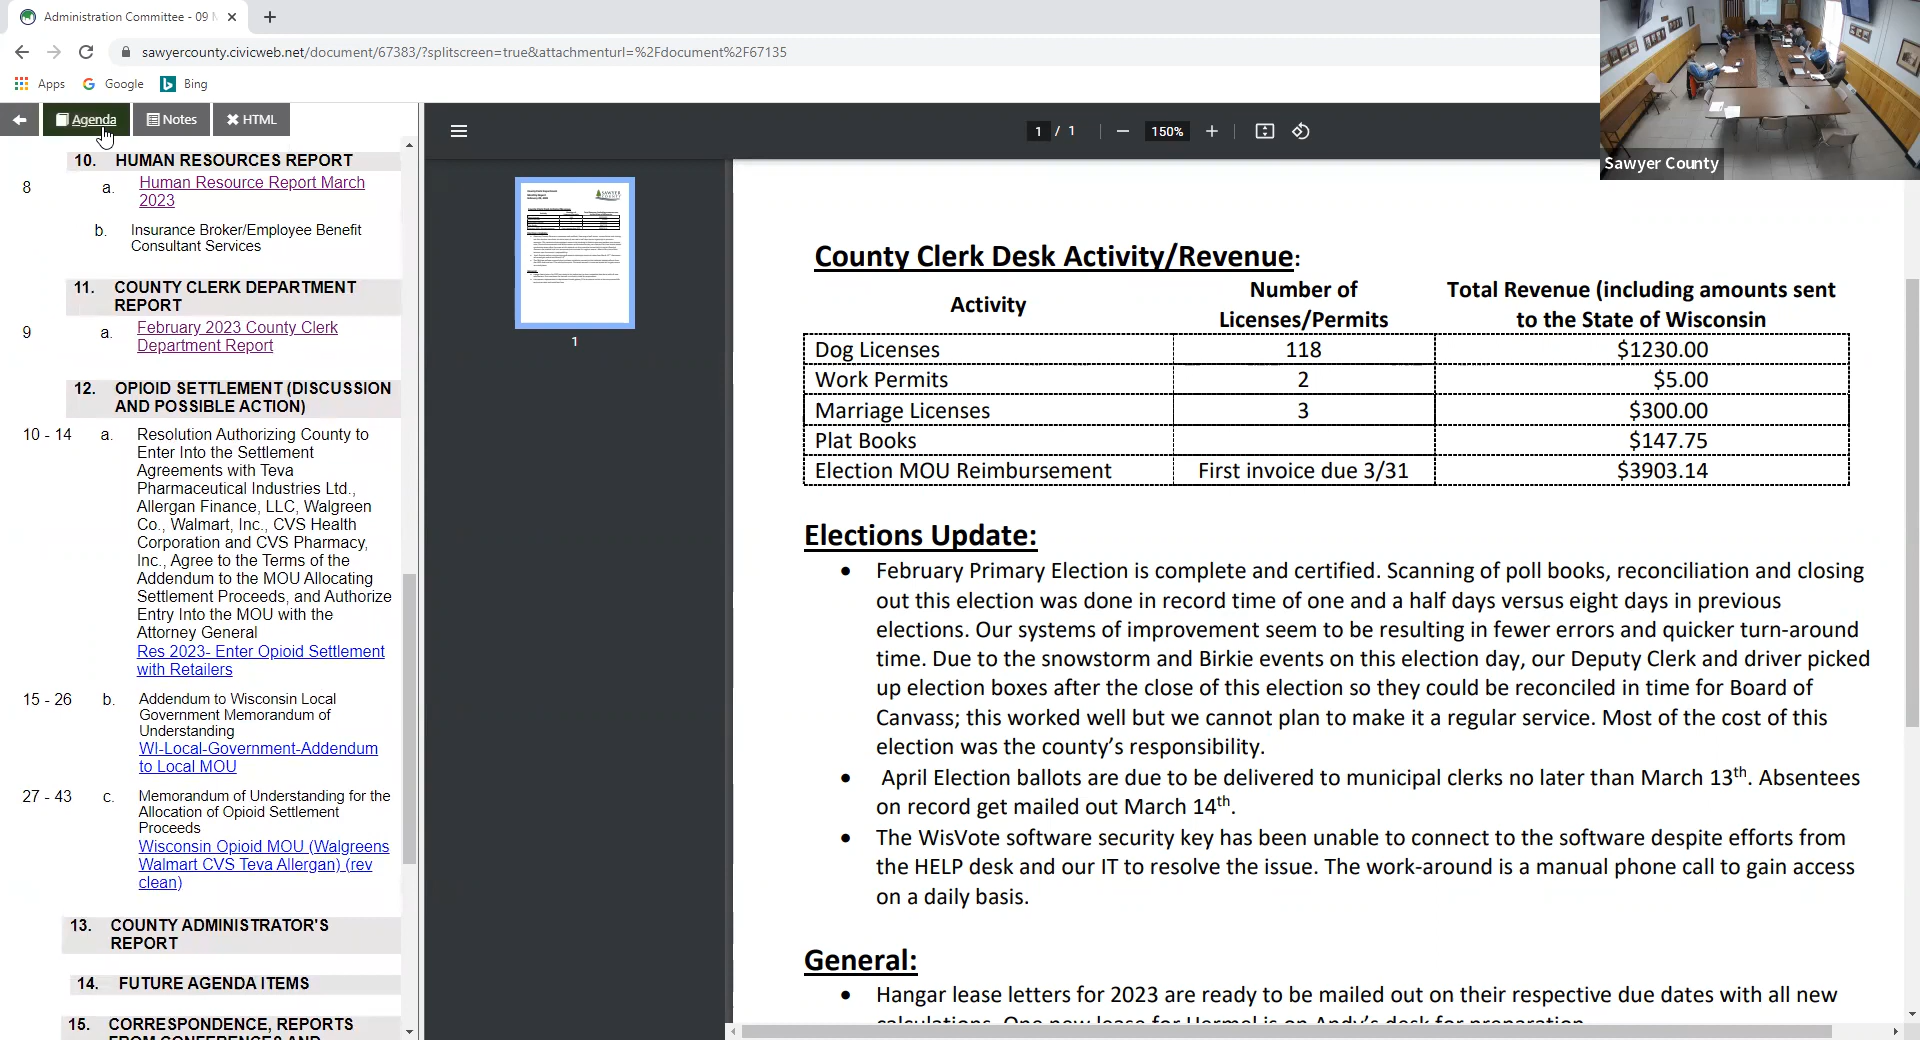 Administration Committee - 09 M
sawyercounty.civicweb.net/document/67383/?splitscreen=true&attachmenturl=%2Fdocument%2F67135
Apps
Google
Bing
Agenda
Notes
HTML
10. HUMAN RESOURCES REPORT
8 a. Human Resource Report March
2023
b. Insurance Broker/Employee Benefit
Consultant Services
11. COUNTY CLERK DEPARTMENT
REPORT
9 a. February 2023 County Clerk
Department Report
12. OPIOID SETTLEMENT (DISCUSSION
AND POSSIBLE ACTION)
10 - 14 a. Resolution Authorizing County to
Enter Into the Settlement
Agreements with Teva
Pharmaceutical Industries Ltd.,
Allergan Finance, LLC, Walgreen
Co., Walmart, Inc., CVS Health
Corporation and CVS Pharmacy,
Inc., Agree to the Terms of the
Addendum to the MOU Allocating
Settlement Proceeds, and Authorize
Entry Into the MOU with the
Attorney General
Res 2023- Enter Opioid Settlement
with Retailers
15 - 26 b. Addendum to Wisconsin Local
Government Memorandum of
Understanding
WI-Local-Government-Addendum
to Local MOU
27 - 43 c. Memorandum of Understanding for the
Allocation of Opioid Settlement
Proceeds
Wisconsin Opioid MOU (Walgreens
Walmart CVS Teva Allergan) (rev
clean)
13. COUNTY ADMINISTRATOR'S
REPORT
14. FUTURE AGENDA ITEMS
15. CORRESPONDENCE, REPORTS
FROM CONFERENCES AND
1 / 1 150%
1
Sawyer County
County Clerk Desk Activity/Revenue:
Activity Number of Licenses/Permits Total Revenue (including amounts sent to the State of Wisconsin
Dog Licenses 118 $1230.00
Work Permits 2 $5.00
Marriage Licenses 3 $300.00
Plat Books $147.75
Election MOU Reimbursement First invoice due 3/31 $3903.14
Elections Update:
• February Primary Election is complete and certified. Scanning of poll books, reconciliation and closing
out this election was done in record time of one and a half days versus eight days in previous
elections. Our systems of improvement seem to be resulting in fewer errors and quicker turn-around
time. Due to the snowstorm and Birkie events on this election day, our Deputy Clerk and driver picked
up election boxes after the close of this election so they could be reconciled in time for Board of
Canvass; this worked well but we cannot plan to make it a regular service. Most of the cost of this
election was the county's responsibility.
• April Election ballots are due to be delivered to municipal clerks no later than March 13th. Absentees
on record get mailed out March 14th.
• The WisVote software security key has been unable to connect to the software despite efforts from
the HELP desk and our IT to resolve the issue. The work-around is a manual phone call to gain access
on a daily basis.
General:
• Hangar lease letters for 2023 are ready to be mailed out on their respective due dates with all new
calculations. One new lease for Hormel is on Andy's desk for preparation.